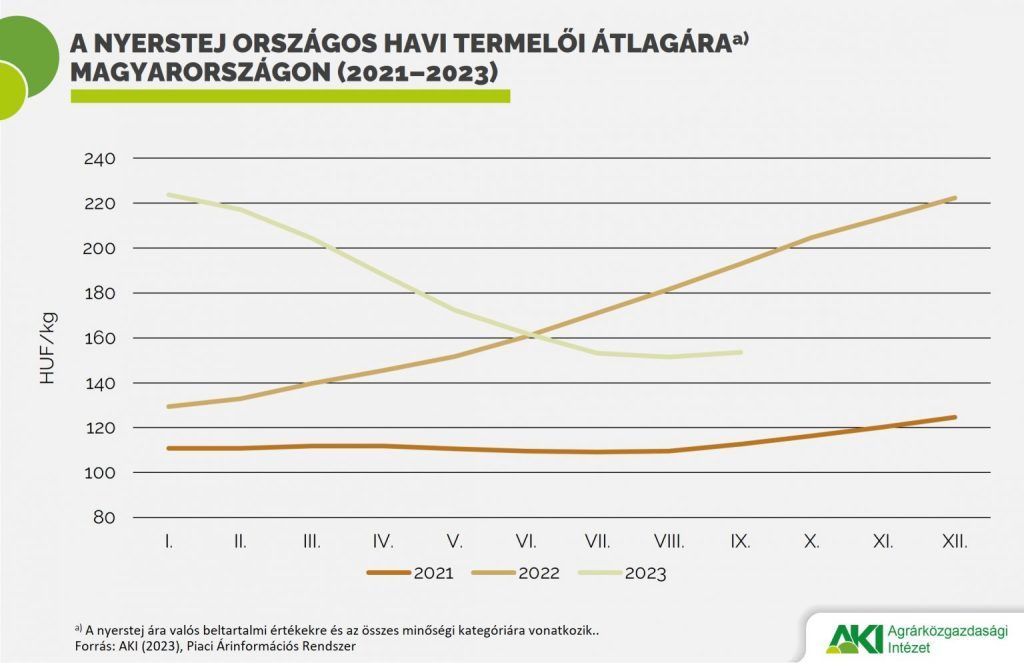 A NYERSTEJ ORSZÁGOS HAVI TERMELŐI ÁTLAGÁRAa)
MAGYARORSZÁGON (2021–2023)
240
220
200
180
160
140
120
100
80
HUF/kg
I. II. III. IV. V. VI. VII. VIII. IX. X. XI. XII.
2021 2022 2023
a) A nyerstej ára valós beltartalmi értékekre és az összes minőségi kategóriára vonatkozik..
Forrás: AKI (2023), Piaci Árinformációs Rendszer
AKI Agrárközgazdasági
Intézet